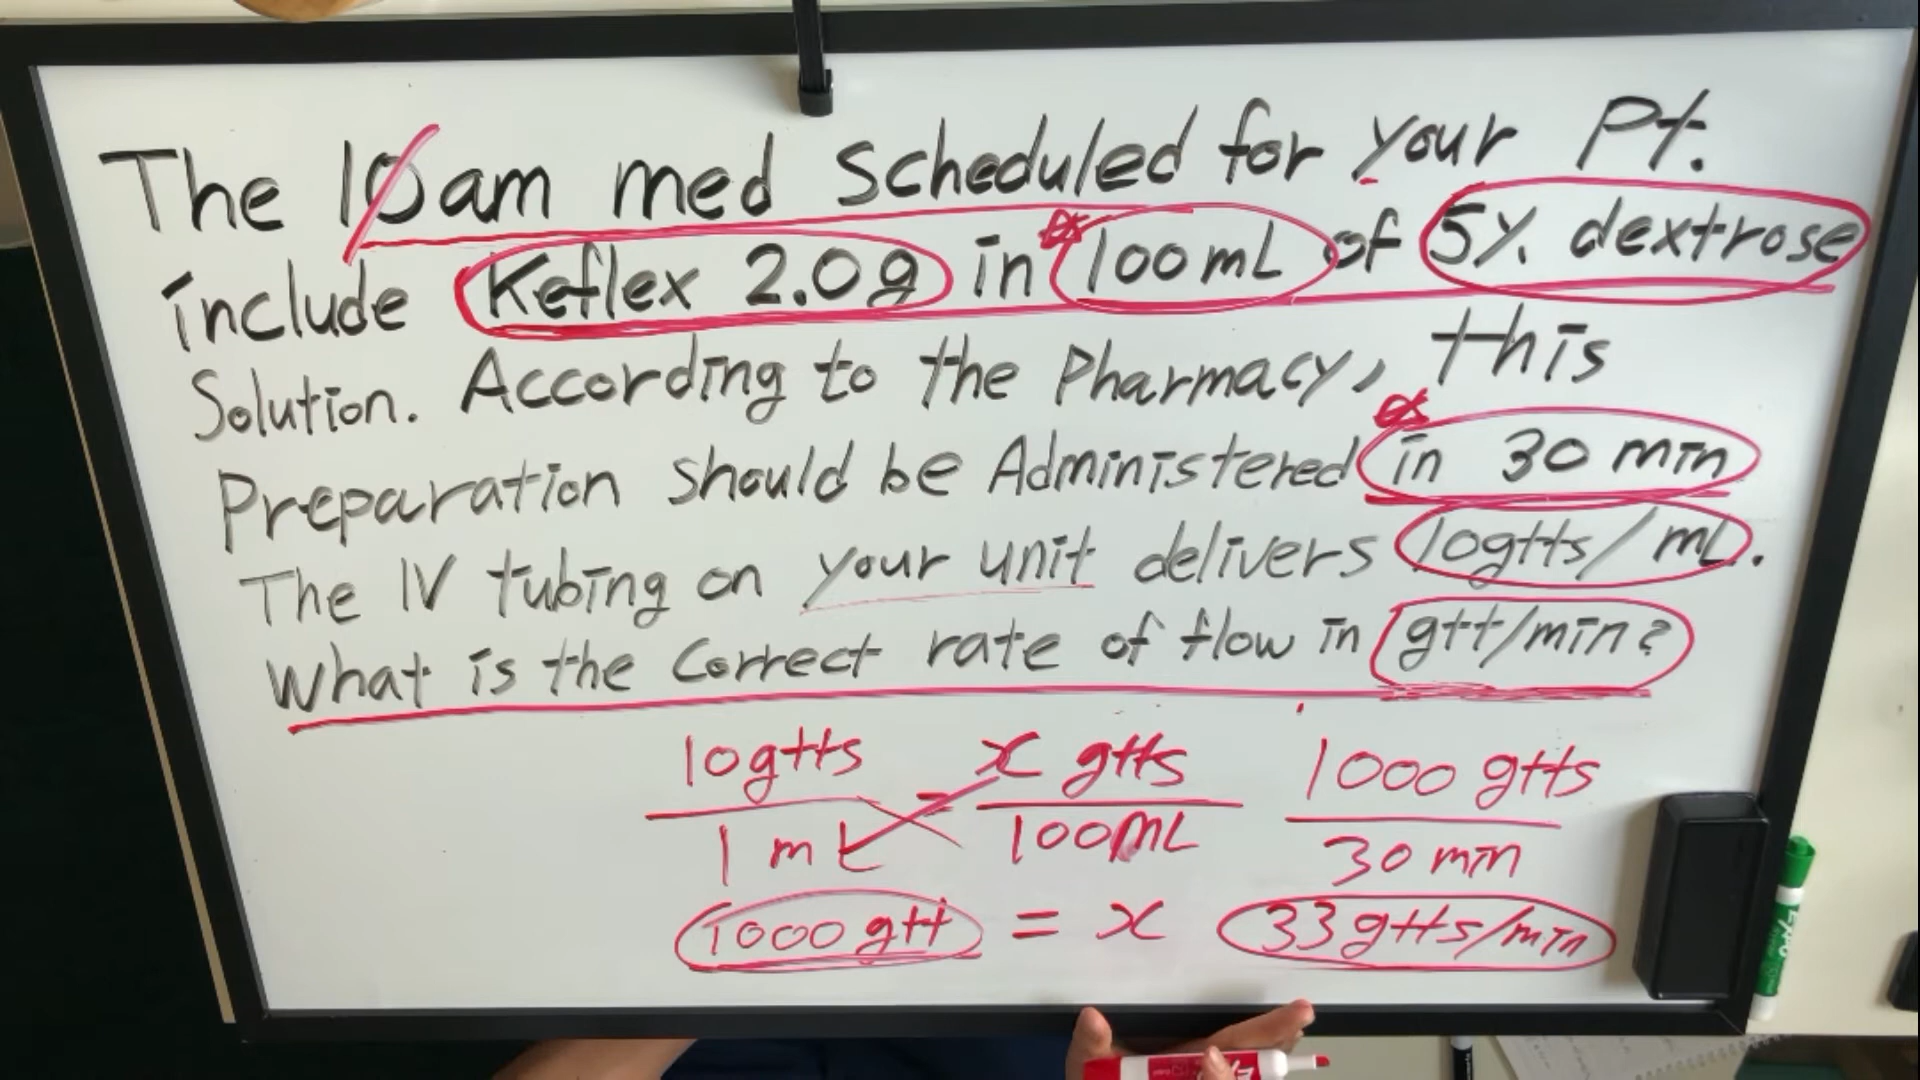 The 10am med scheduled for your Pt.
include Keflex 2.0g in 100mL of 5% dextrose
Solution. According to the Pharmacy, this
Preparation should be Administered in 30 min
The IV tubing on your unit delivers 10gtts/mL.
What is the Correct rate of flow in gtt/min?
10gtts = x gtts 1000 gtts
1 mL 100mL 30 min
1000 gtt = x 33gtts/min
EXPO